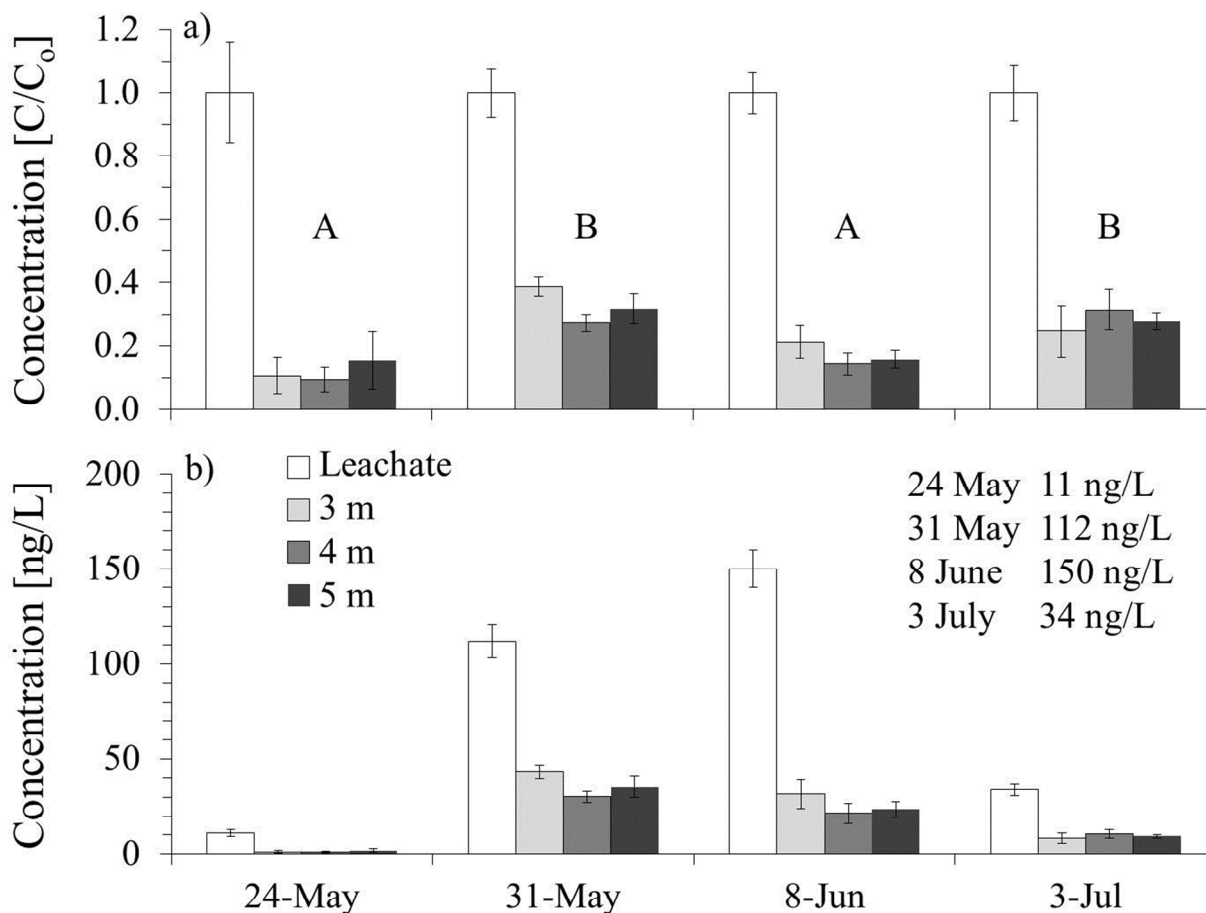 a)
Concentration [C/Co]
1.2
1.0
0.8
0.6
0.4
0.2
0.0
A B A B
b)
Concentration [ng/L]
200
150
100
50
0
Leachate
3 m
4 m
5 m
24 May 11 ng/L
31 May 112 ng/L
8 June 150 ng/L
3 July 34 ng/L
24-May 31-May 8-Jun 3-Jul